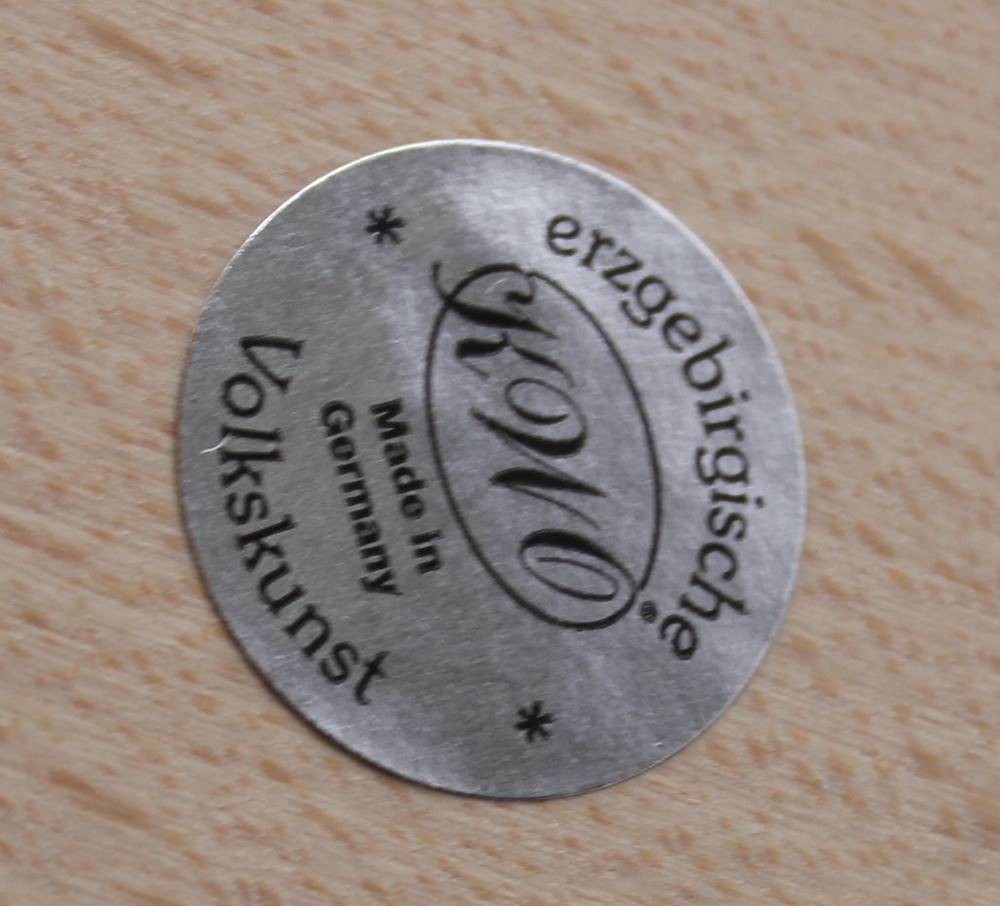 erzgebirgische
KWO®
Made in
Germany
* Volkskunst *